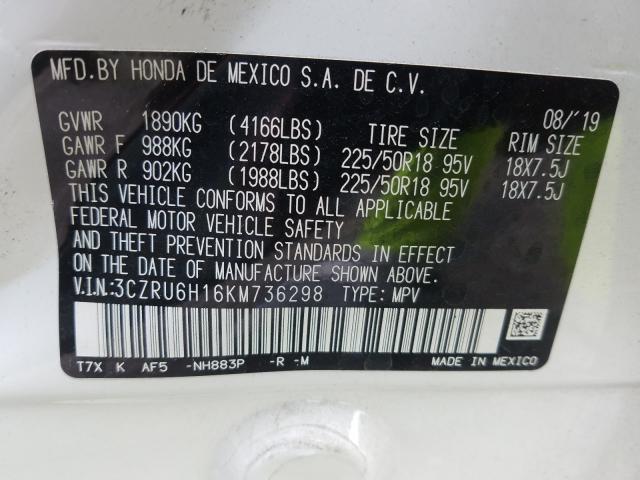 MFD.BY HONDA DE MEXICO S.A. DE C.V.
08/'19
GVWR 1890KG (4166LBS) TIRE SIZE RIM SIZE
GAWR F 988KG (2178LBS) 225/50R18 95V 18X7.5J
GAWR R 902KG (1988LBS) 225/50R18 95V 18X7.5J
THIS VEHICLE CONFORMS TO ALL APPLICABLE
FEDERAL MOTOR VEHICLE SAFETY
AND THEFT PREVENTION STANDARDS IN EFFECT
ON THE DATE OF MANUFACTURE SHOWN ABOVE.
V.I.N:3CZRU6H16KM736298 TYPE: MPV
T7X K AF5 -NH883P -R -M MADE IN MEXICO